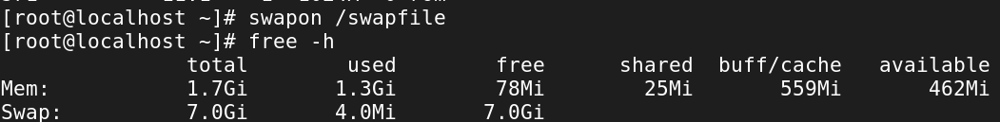 [root@localhost ~]# swapon /swapfile
[root@localhost ~]# free -h
total used free shared buff/cache available
Mem: 1.7Gi 1.3Gi 78Mi 25Mi 559Mi 462Mi
Swap: 7.0Gi 4.0Mi 7.0Gi